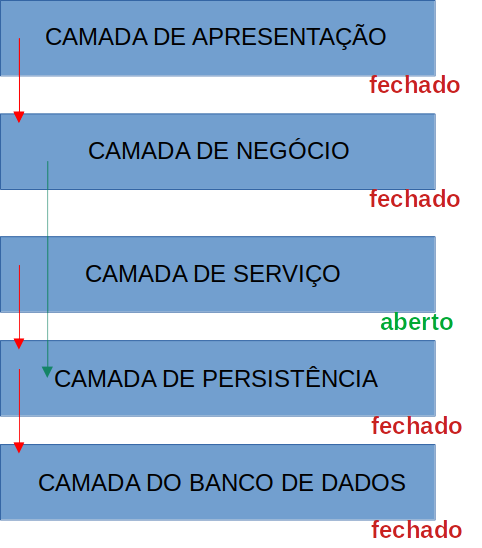 CAMADA DE APRESENTAÇÃO
fechado
CAMADA DE NEGÓCIO
fechado
CAMADA DE SERVIÇO
aberto
CAMADA DE PERSISTÊNCIA
fechado
CAMADA DO BANCO DE DADOS
fechado